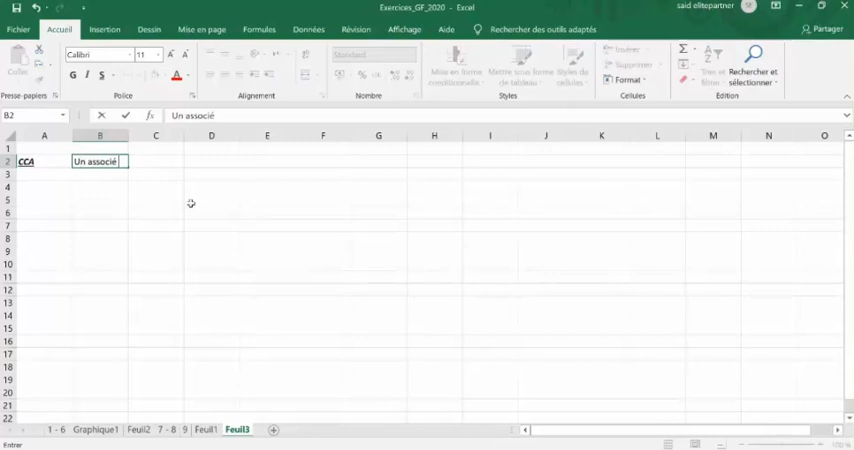 Exercices_GF_2020 - Excel
said elitepartner
SE
Fichier
Accueil
Insertion
Dessin
Mise en page
Formules
Données
Révision
Affichage
Aide
Rechercher des outils adaptés
Partager
Coller
Calibri
11
G I S
Standard
Mise en forme conditionnelle
Mettre sous forme de tableau
Styles de cellules
Insérer
Supprimer
Format
Trier et filtrer
Rechercher et sélectionner
Presse-papiers
Police
Alignement
Nombre
Styles
Cellules
Édition
B2
fx
Un associé
A B C D E F G H I J K L M N O
1
2 CCA Un associé
3
4
5
6
7
8
9
10
11
12
13
14
15
16
17
18
19
20
21
22
1 - 6 Graphique1 Feuil2 7 - 8 9 Feuil1 Feuil3
Entrer
100 %